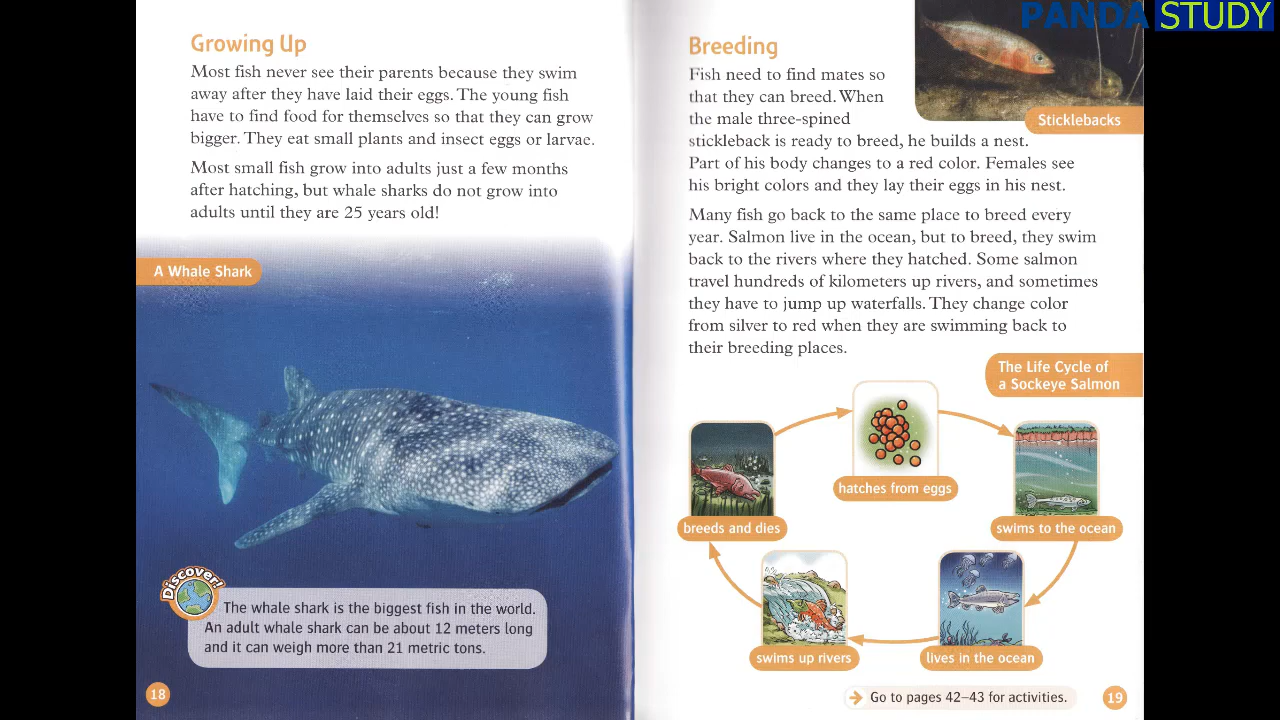 PANDA STUDY
Growing Up
Most fish never see their parents because they swim
away after they have laid their eggs. The young fish
have to find food for themselves so that they can grow
bigger. They eat small plants and insect eggs or larvae.
Most small fish grow into adults just a few months
after hatching, but whale sharks do not grow into
adults until they are 25 years old!
A Whale Shark
Discover!
The whale shark is the biggest fish in the world.
An adult whale shark can be about 12 meters long
and it can weigh more than 21 metric tons.
18
Breeding
Fish need to find mates so
that they can breed. When
the male three-spined
stickleback is ready to breed, he builds a nest.
Part of his body changes to a red color. Females see
his bright colors and they lay their eggs in his nest.
Sticklebacks
Many fish go back to the same place to breed every
year. Salmon live in the ocean, but to breed, they swim
back to the rivers where they hatched. Some salmon
travel hundreds of kilometers up rivers, and sometimes
they have to jump up waterfalls. They change color
from silver to red when they are swimming back to
their breeding places.
The Life Cycle of
a Sockeye Salmon
hatches from eggs
swims to the ocean
lives in the ocean
swims up rivers
breeds and dies
Go to pages 42–43 for activities.
19